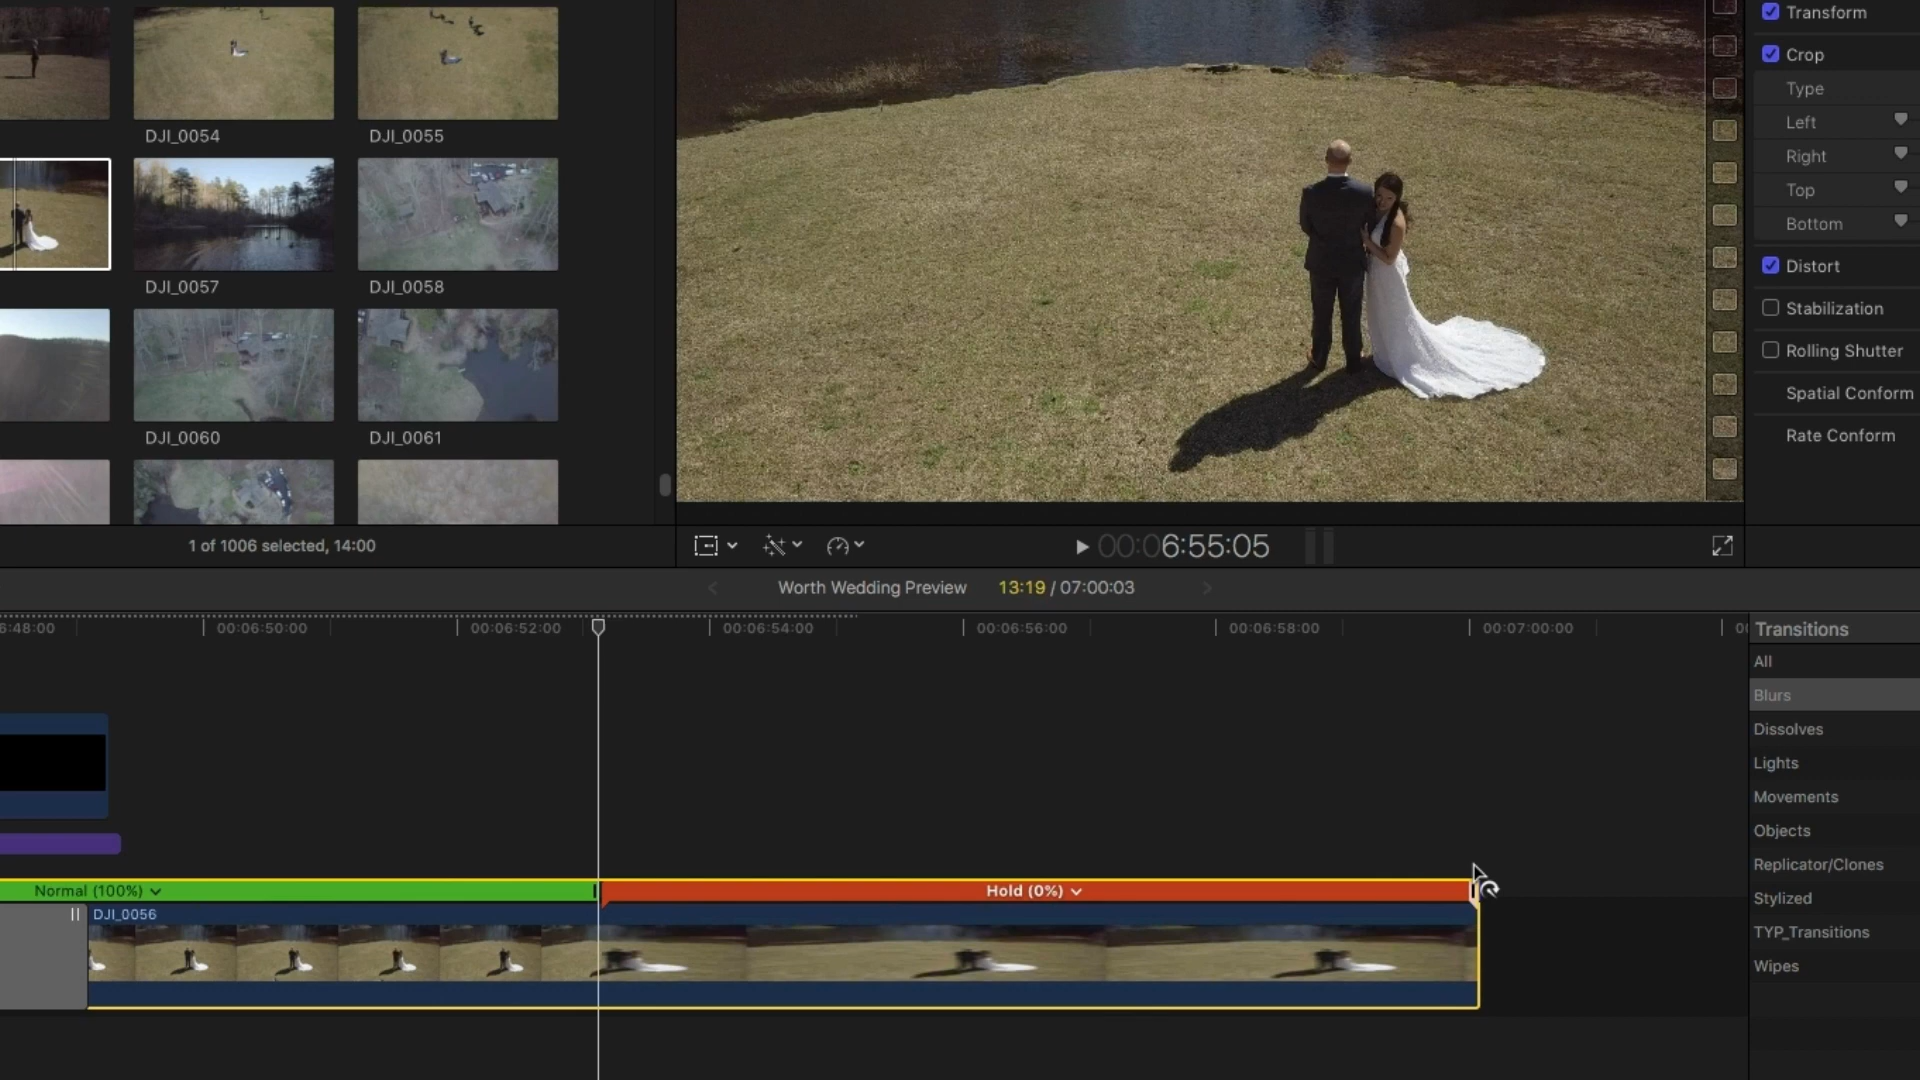 Transform
Crop
Type
Left
Right
Top
Bottom
Distort
Stabilization
Rolling Shutter
Spatial Conform
Rate Conform
DJI_0054
DJI_0055
DJI_0057
DJI_0058
DJI_0060
DJI_0061
1 of 1006 selected, 14:00
00:06:55:05
Worth Wedding Preview
13:19 / 07:00:03
6:48:00
00:06:50:00
00:06:52:00
00:06:54:00
00:06:56:00
00:06:58:00
00:07:00:00
00
Normal (100%)
Hold (0%)
DJI_0056
Transitions
All
Blurs
Dissolves
Lights
Movements
Objects
Replicator/Clones
Stylized
TYP_Transitions
Wipes